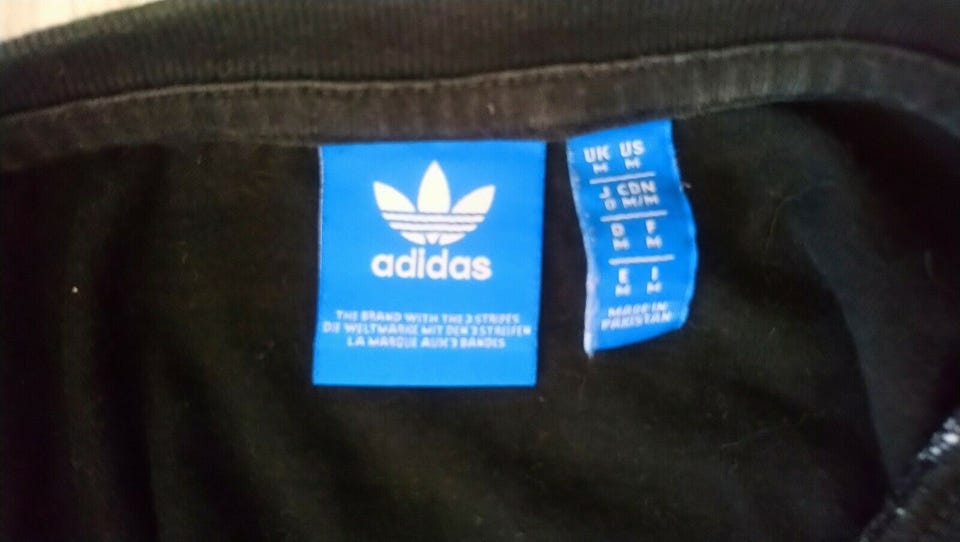 adidas
THE BRAND WITH THE 3 STRIPES
DIE WELTMARKE MIT DEN 3 STREIFEN
LA MARQUE AUX 3 BANDES
UK US
M M
J CDN
O M/M
D F
M M
E I
M M
MADE IN
PAKISTAN